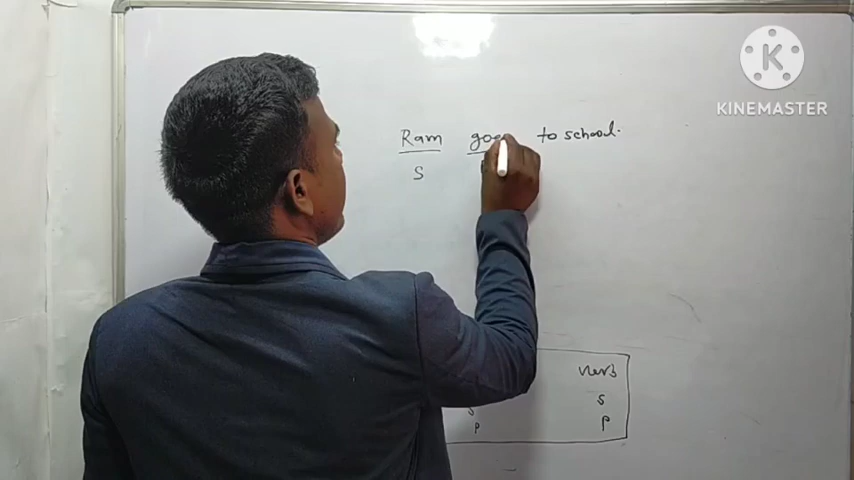 Ram goes to school.
S
verb
S S
P P
K
KINEMASTER